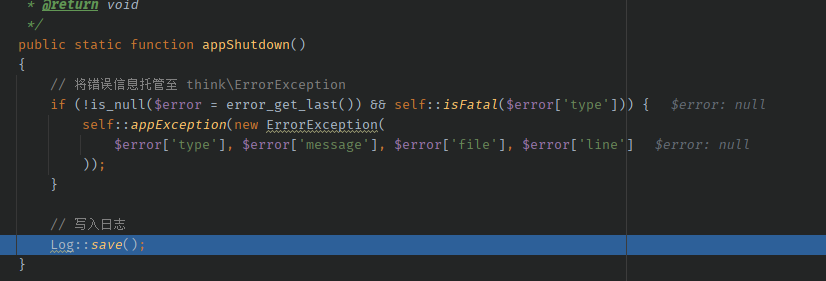 * @return void
*/
public static function appShutdown()
{
// 将错误信息托管至 think\ErrorException
if (!is_null($error = error_get_last()) && self::isFatal($error['type'])) { $error: null
self::appException(new ErrorException(
$error['type'], $error['message'], $error['file'], $error['line'] $error: null
));
}
// 写入日志
Log::save();
}